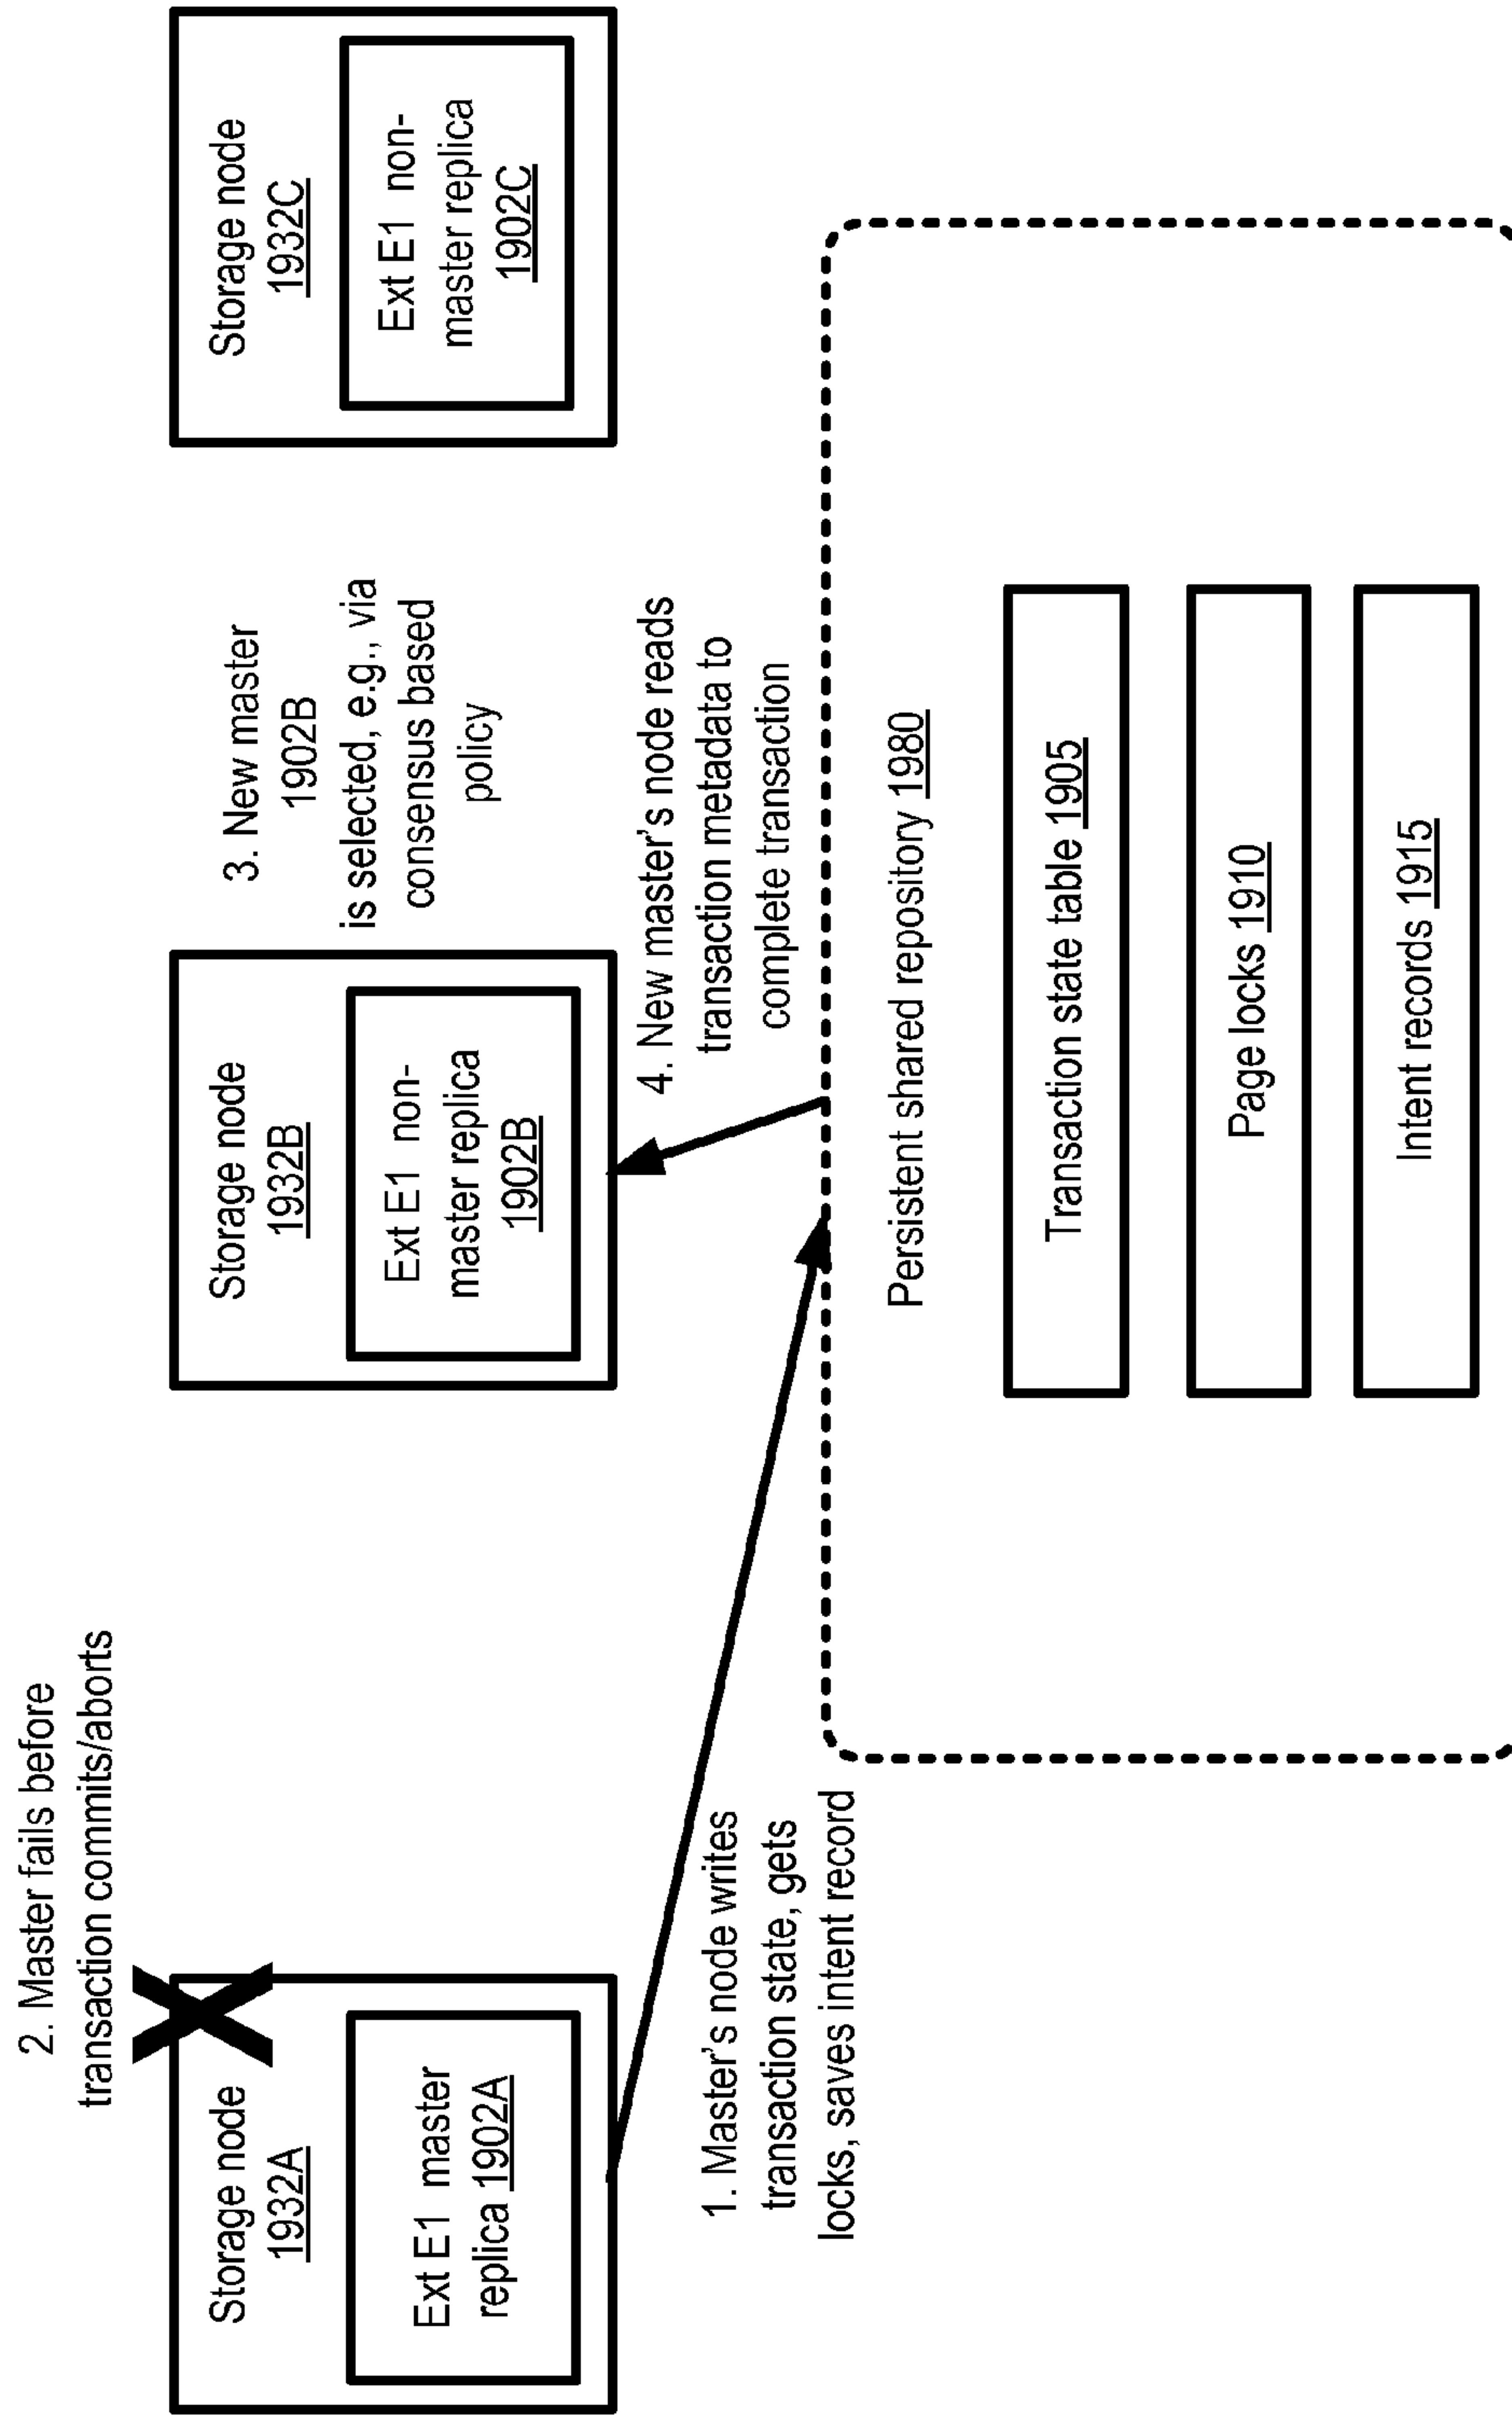 2. Master fails before
transaction commits/aborts
Storage node
1932A
Ext E1 master
replica 1902A
1. Master's node writes
transaction state, gets
locks, saves intent record
Storage node
1932B
Ext E1 non-
master replica
1902B
3. New master
1902B
is selected, e.g., via
consensus based
policy
4. New master's node reads
transaction metadata to
complete transaction
Storage node
1932C
Ext E1 non-
master replica
1902C
Persistent shared repository 1980
Transaction state table 1905
Page locks 1910
Intent records 1915